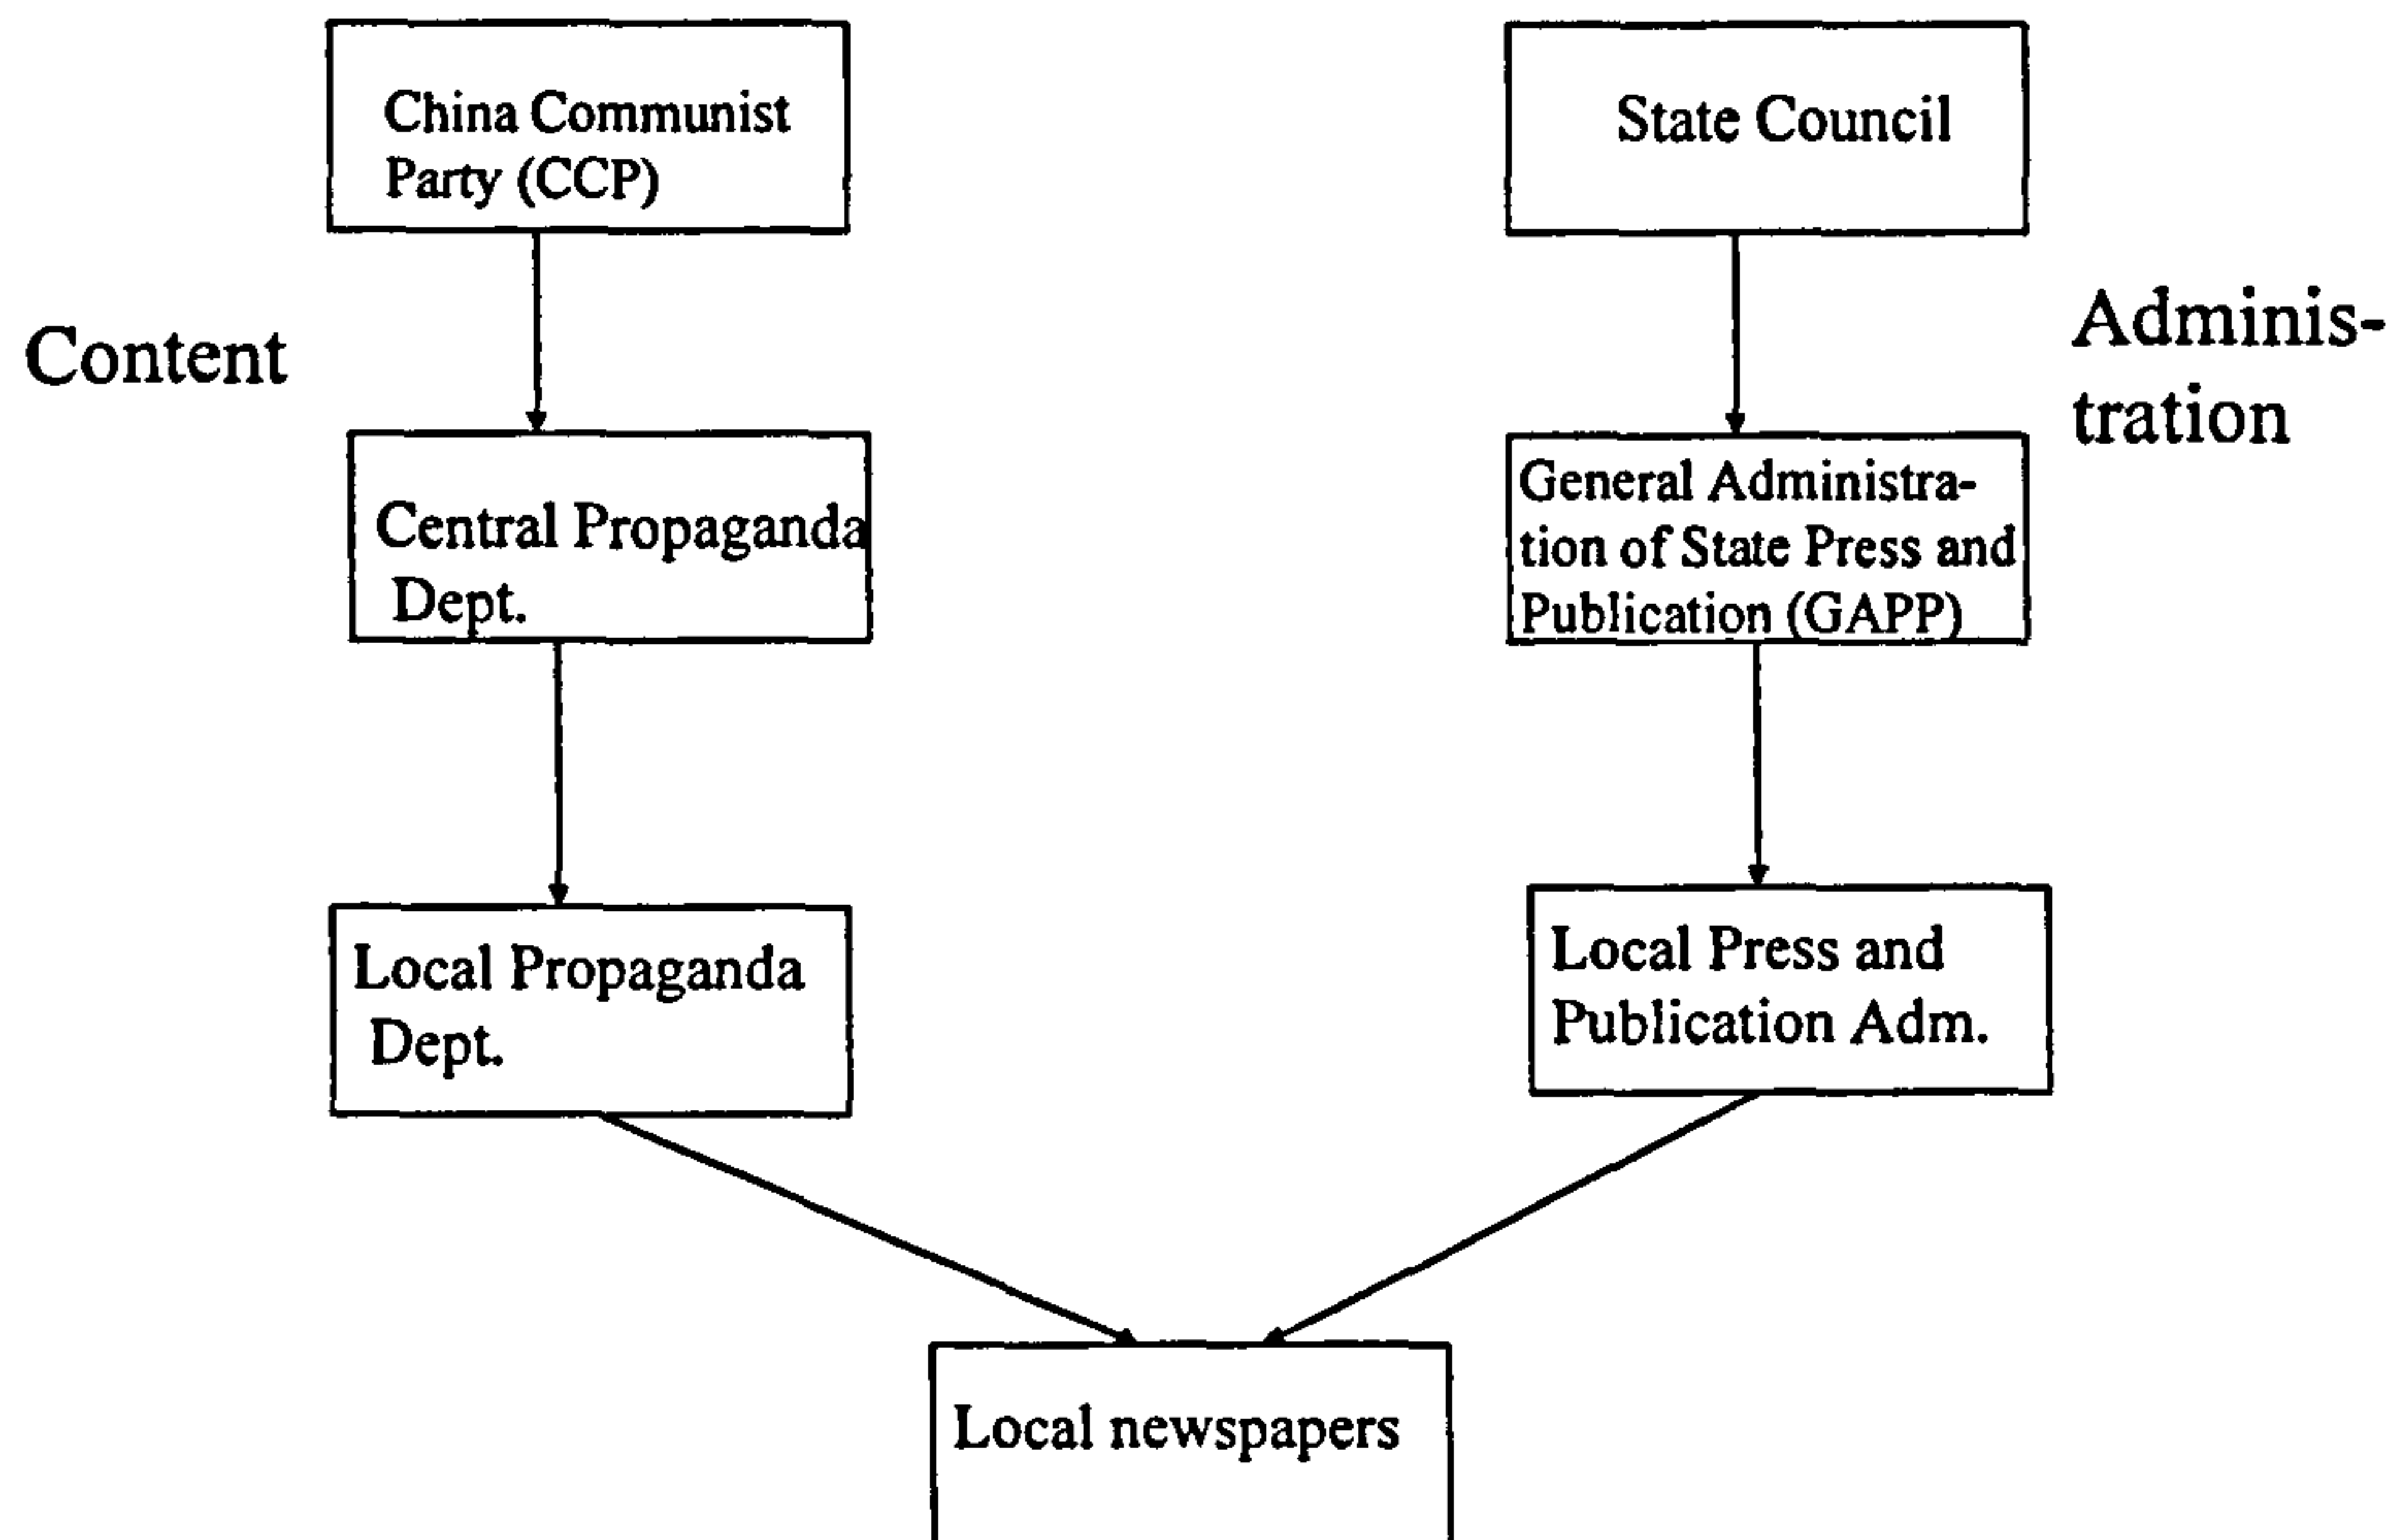 China Communist
Party (CCP)
State Council
Content
Adminis-
tration
Central Propaganda
Dept.
General Administra-
tion of State Press and
Publication (GAPP)
Local Propaganda
Dept.
Local Press and
Publication Adm.
Local newspapers